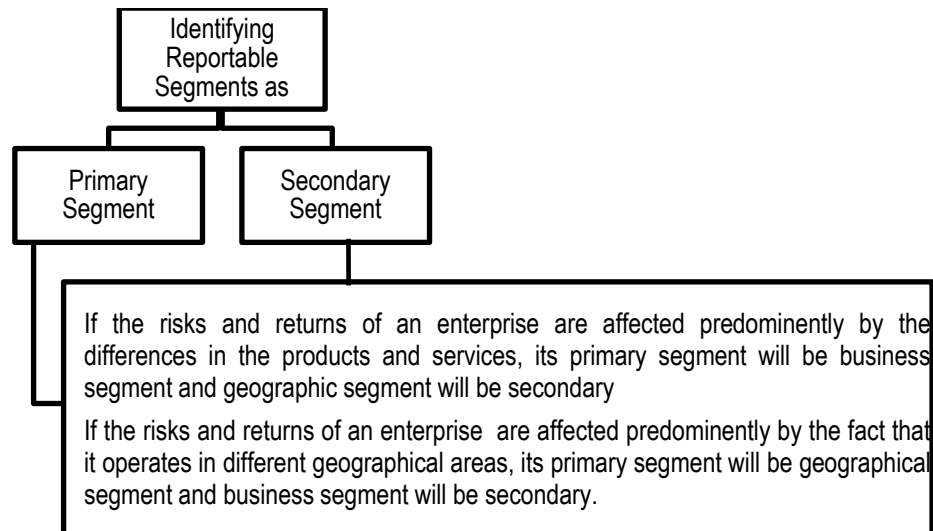 Identifying
Reportable
Segments as
Primary
Segment
Secondary
Segment
If the risks and returns of an enterprise are affected predominently by the
differences in the products and services, its primary segment will be business
segment and geographic segment will be secondary
If the risks and returns of an enterprise are affected predominently by the fact that
it operates in different geographical areas, its primary segment will be geographical
segment and business segment will be secondary.